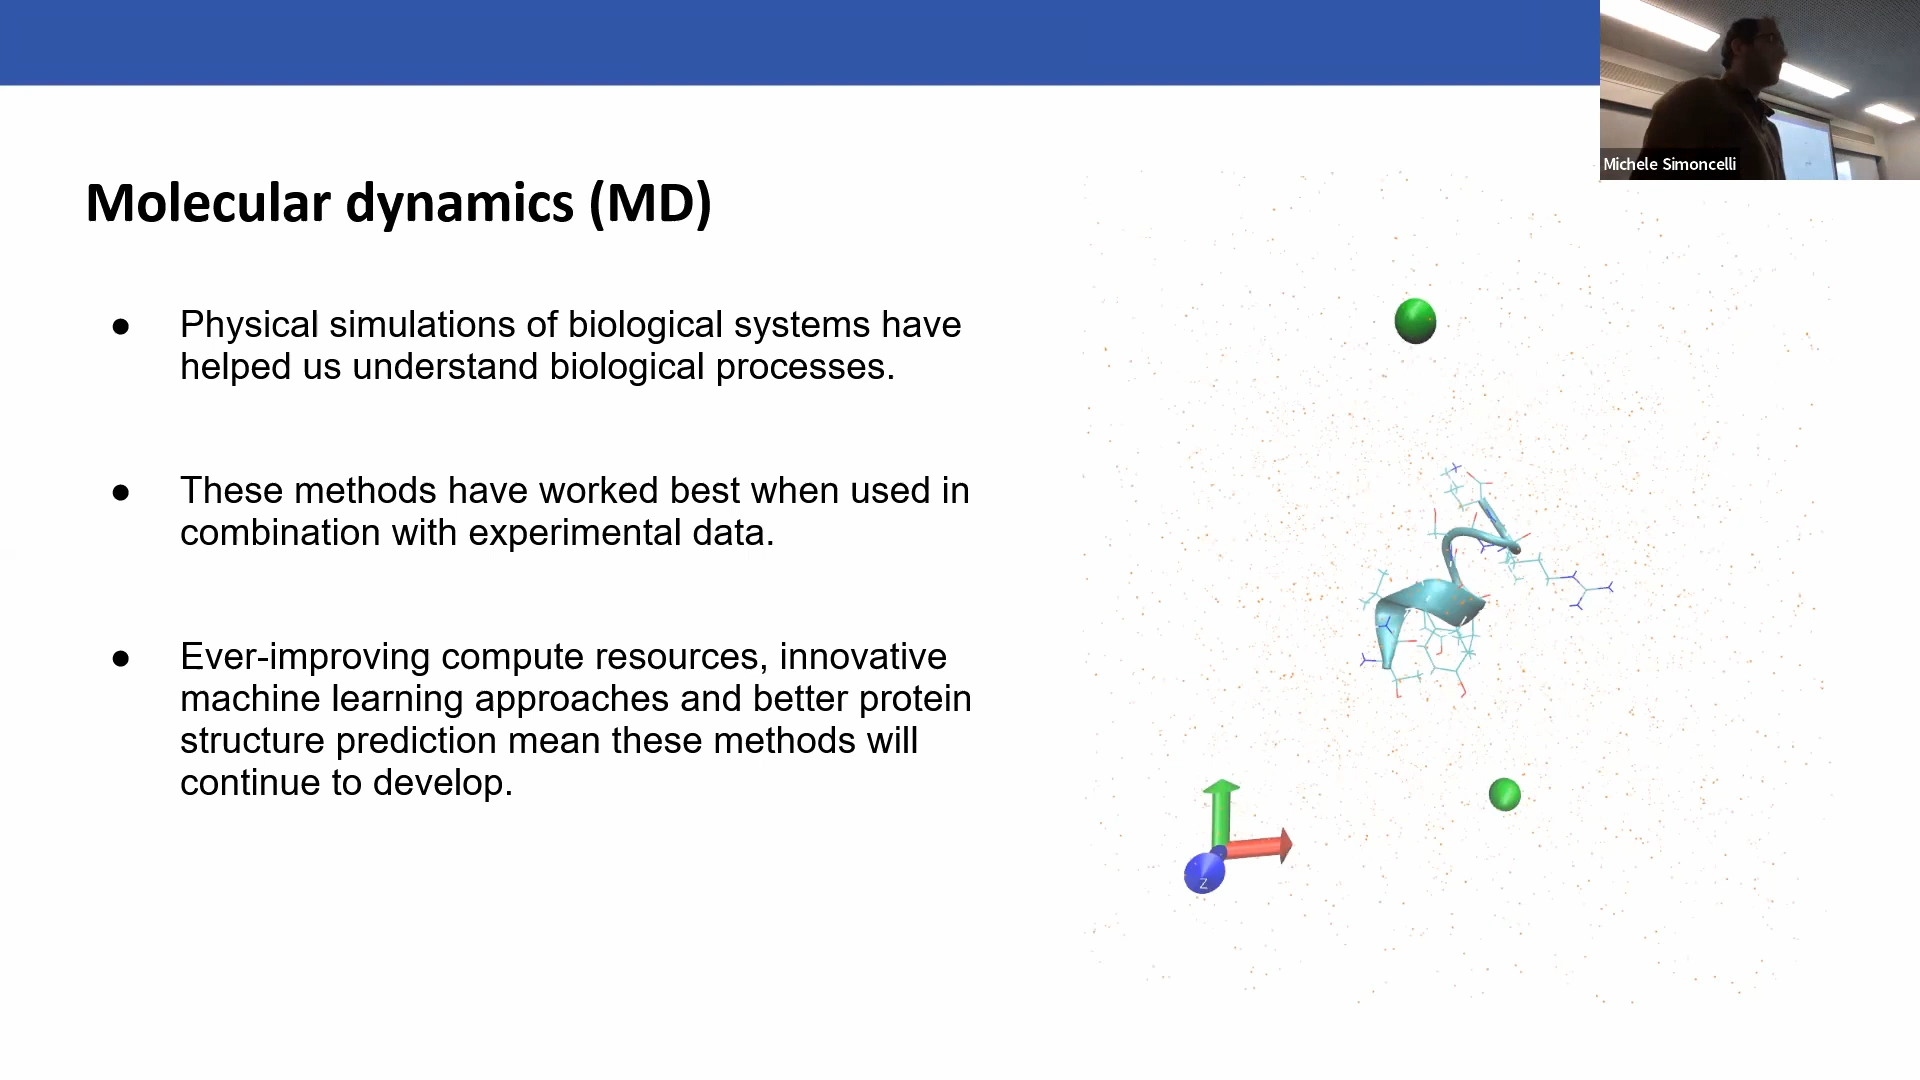 Michele Simoncelli
Molecular dynamics (MD)
● Physical simulations of biological systems have
helped us understand biological processes.
● These methods have worked best when used in
combination with experimental data.
● Ever-improving compute resources, innovative
machine learning approaches and better protein
structure prediction mean these methods will
continue to develop.
Z